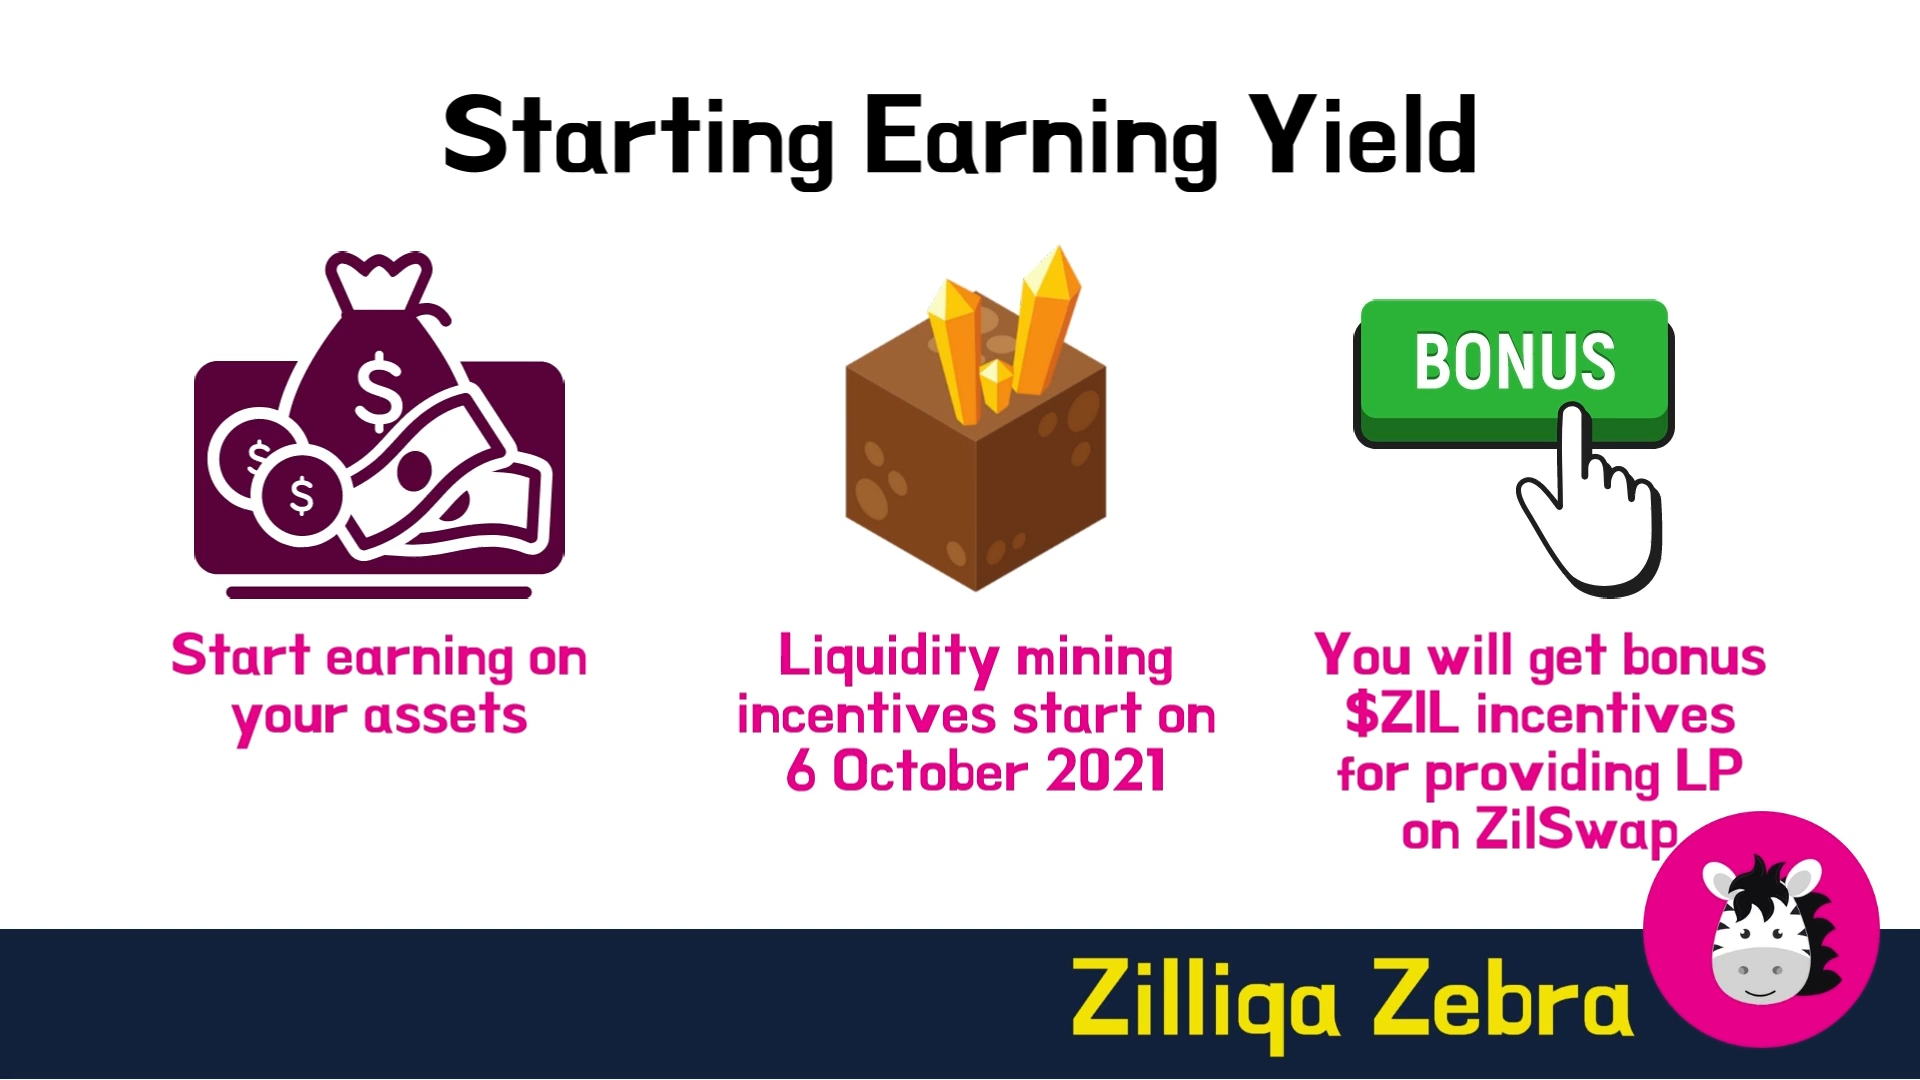 Starting Earning Yield
$
$
$
BONUS
Start earning on
your assets
Liquidity mining
incentives start on
6 October 2021
You will get bonus
$ZIL incentives
for providing LP
on ZilSwap
Zilliqa Zebra